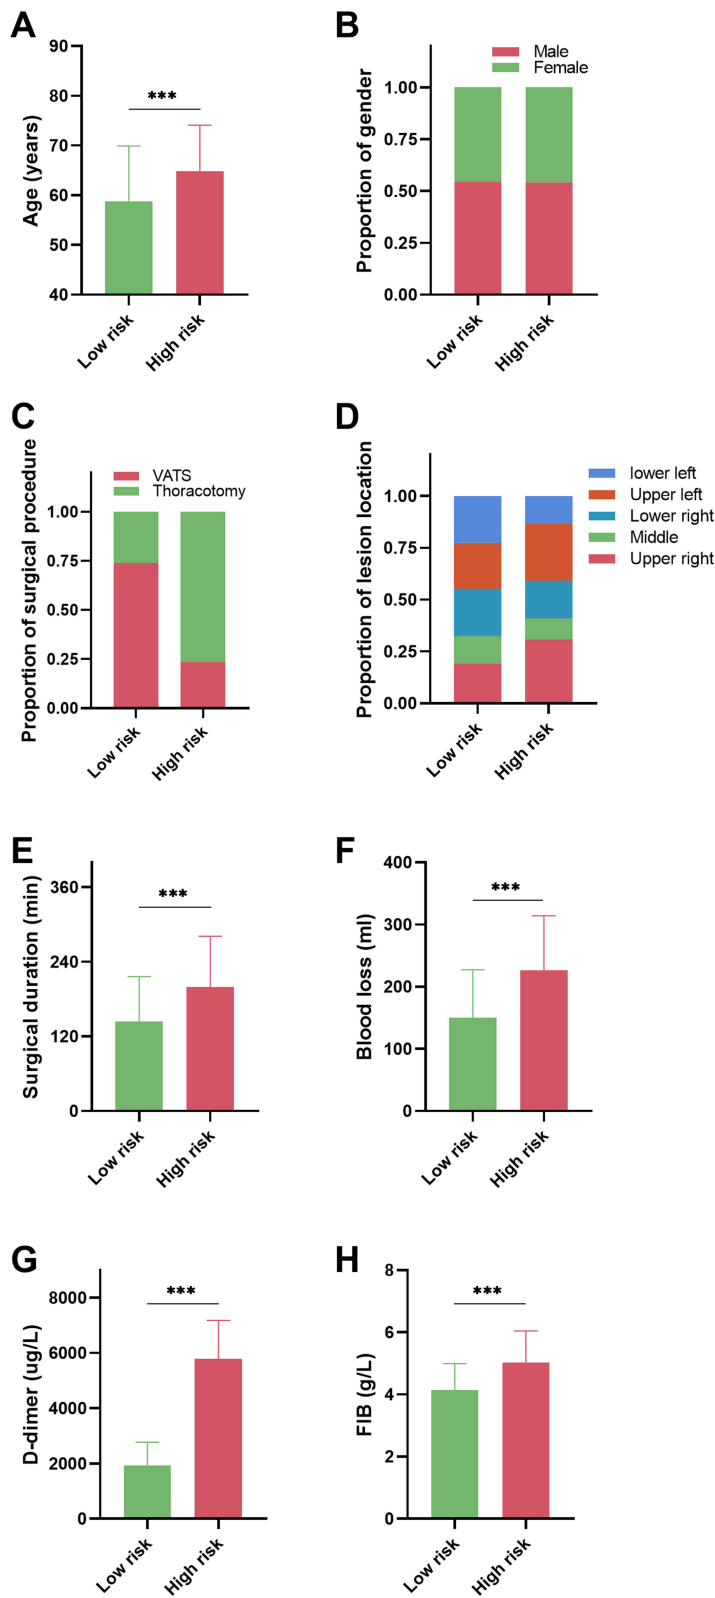 A
Age (years)
90
80
70
60
50
40
***
Low risk
High risk
B
Proportion of gender
Male
Female
1.00
0.75
0.50
0.25
0.00
Low risk
High risk
C
Proportion of surgical procedure
VATS
Thoracotomy
1.00
0.75
0.50
0.25
0.00
Low risk
High risk
D
Proportion of lesion location
1.00
0.75
0.50
0.25
0.00
lower left
Upper left
Lower right
Middle
Upper right
Low risk
High risk
E
Surgical duration (min)
360
240
120
0
***
Low risk
High risk
F
Blood loss (ml)
400
300
200
100
0
***
Low risk
High risk
G
D-dimer (ug/L)
8000
6000
4000
2000
0
***
Low risk
High risk
H
FIB (g/L)
8
6
4
2
0
***
Low risk
High risk